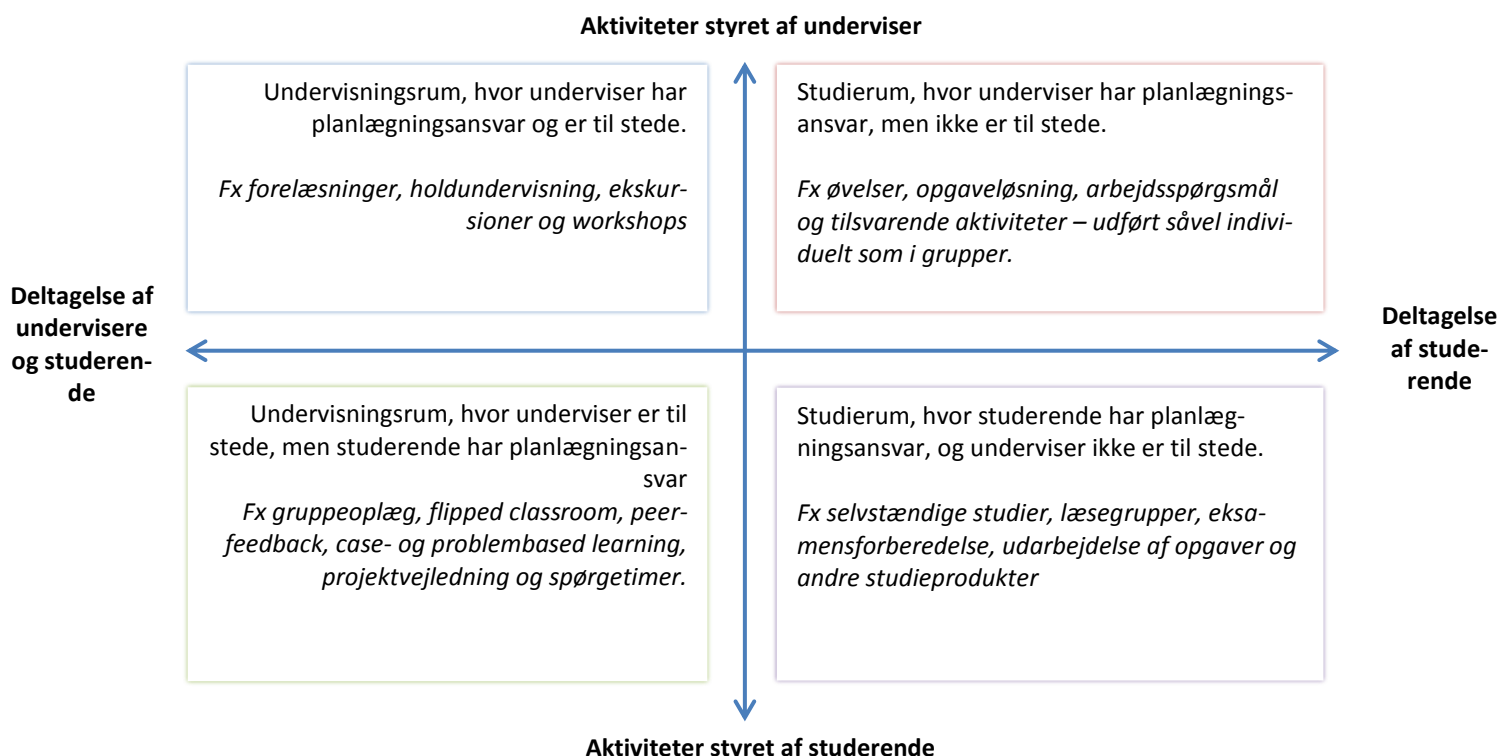 Aktiviteter styret af underviser
Undervisningsrum, hvor underviser har
planlægningsansvar og er til stede.
Fx forelæsninger, holdundervisning, ekskur-
sioner og workshops
Studierum, hvor underviser har planlægnings-
ansvar, men ikke er til stede.
Fx øvelser, opgaveløsning, arbejdsspørgsmål
og tilsvarende aktiviteter – udført såvel indivi-
duelt som i grupper.
Deltagelse af
undervisere
og studeren-
de
Deltagelse
af stude-
rende
Undervisningsrum, hvor underviser er til
stede, men studerende har planlægningsan-
svar
Fx gruppeoplæg, flipped classroom, peer-
feedback, case- og problembased learning,
projektvejledning og spørgetimer.
Studierum, hvor studerende har planlæg-
ningsansvar, og underviser ikke er til stede.
Fx selvstændige studier, læsegrupper, eksa-
mensforberedelse, udarbejdelse af opgaver og
andre studieprodukter
Aktiviteter styret af studerende